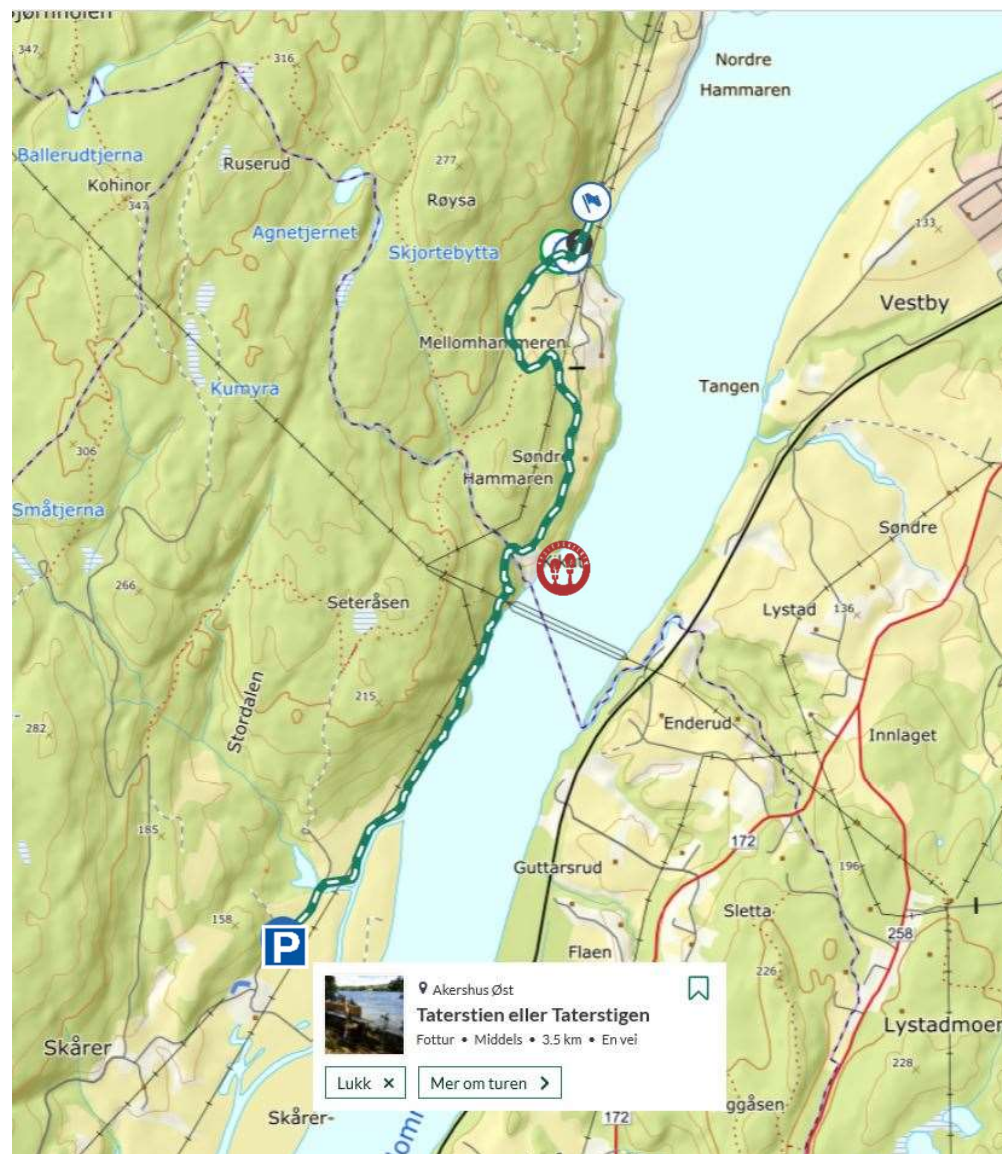 347
316
Nordre
Hammaren
Ballerudtjerna
Ruserud
277
Kohinor
347
Røysa
133
Agnetjernet
Skjortebytta
Vestby
Mellomhammeren
Kumyra
Tangen
306
Søndre
Hammaren
Småtjerna
Søndre
266
Seteråsen
Lystad
136
215
Stordalen
282
Enderud
Innlaget
185
172
Guttarsrud
196
158
Sletta
258
Flaen
226
P
Akershus Øst
Taterstien eller Taterstigen
Fottur • Middels • 3.5 km • En vei
Lukk ×
Mer om turen >
Skårer
Lystadmoen
228
Skårer-
172
ggåsen